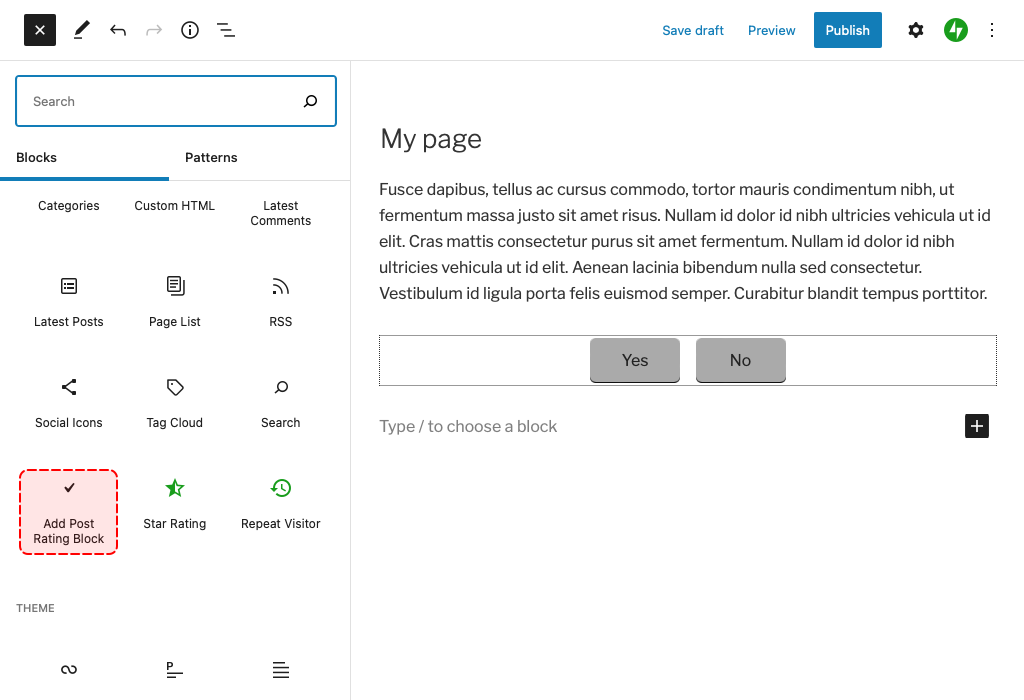 Save draft
Preview
Publish
Search
Blocks
Patterns
Categories
Custom HTML
Latest
Comments
Latest Posts
Page List
RSS
Social Icons
Tag Cloud
Search
Add Post
Rating Block
Star Rating
Repeat Visitor
THEME
P
My page
Fusce dapibus, tellus ac cursus commodo, tortor mauris condimentum nibh, ut
fermentum massa justo sit amet risus. Nullam id dolor id nibh ultricies vehicula ut id
elit. Cras mattis consectetur purus sit amet fermentum. Nullam id dolor id nibh
ultricies vehicula ut id elit. Aenean lacinia bibendum nulla sed consectetur.
Vestibulum id ligula porta felis euismod semper. Curabitur blandit tempus porttitor.
Yes
No
Type / to choose a block